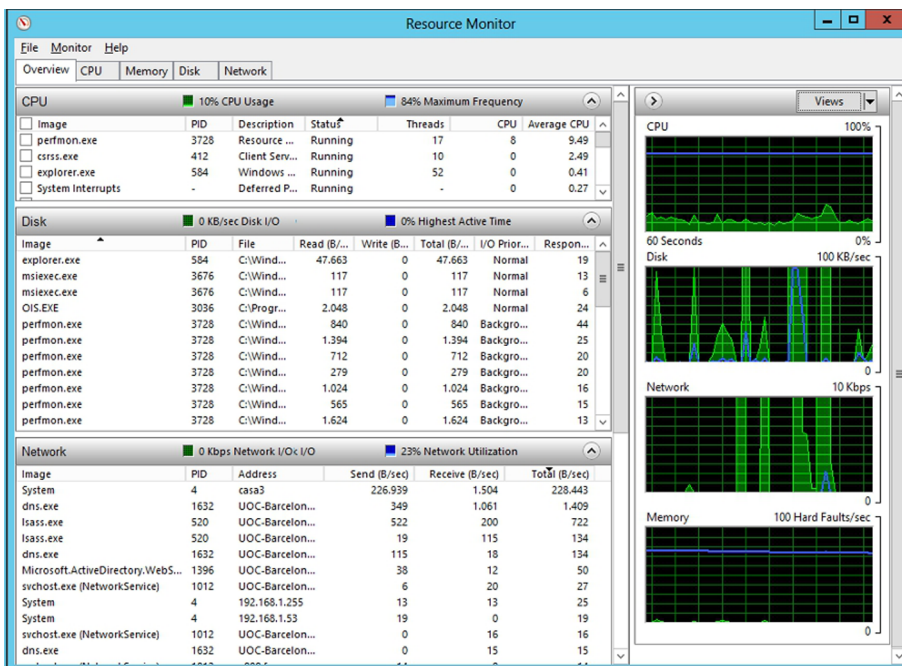 Resource Monitor
File Monitor Help
Overview CPU Memory Disk Network
CPU 10% CPU Usage 84% Maximum Frequency
Image PID Description Status Threads CPU Average CPU
perfmon.exe 3728 Resource ... Running 17 8 9.49
csrss.exe 412 Client Serv... Running 10 0 2.49
explorer.exe 584 Windows ... Running 52 0 0.41
System Interrupts - Deferred P... Running - 0 0.27
Disk 0 KB/sec Disk I/O 0% Highest Active Time
Image PID File Read (B/... Write (B... Total (B/... I/O Prior... Respon...
explorer.exe 584 C:\Wind... 47.663 0 47.663 Normal 19
msiexec.exe 3676 C:\Wind... 117 0 117 Normal 13
msiexec.exe 3676 C:\Wind... 117 0 117 Normal 6
OIS.EXE 3036 C:\Progr... 2.048 0 2.048 Normal 24
perfmon.exe 3728 C:\Wind... 840 0 840 Backgro... 44
perfmon.exe 3728 C:\Wind... 1.394 0 1.394 Backgro... 25
perfmon.exe 3728 C:\Wind... 712 0 712 Backgro... 20
perfmon.exe 3728 C:\Wind... 279 0 279 Backgro... 20
perfmon.exe 3728 C:\Wind... 1.024 0 1.024 Backgro... 16
perfmon.exe 3728 C:\Wind... 565 0 565 Backgro... 15
perfmon.exe 3728 C:\Wind... 1.624 0 1.624 Backgro... 13
Network 0 Kbps Network I/O 23% Network Utilization
Image PID Address Send (B/sec) Receive (B/sec) Total (B/sec)
System 4 casa3 226.939 1.504 228.443
dns.exe 1632 UOC-Barcelon... 349 1.061 1.409
lsass.exe 520 UOC-Barcelon... 522 200 722
lsass.exe 520 UOC-Barcelon... 19 115 134
dns.exe 1632 UOC-Barcelon... 115 18 134
Microsoft.ActiveDirectory.WebS... 1396 UOC-Barcelon... 38 12 50
svchost.exe (NetworkService) 1012 UOC-Barcelon... 6 20 27
System 4 192.168.1.255 13 13 25
System 4 192.168.1.53 19 0 19
svchost.exe (NetworkService) 1012 UOC-Barcelon... 0 16 16
dns.exe 1632 UOC-Barcelon... 0 15 15
Views
CPU 100%
60 Seconds 0%
Disk 100 KB/sec
0
Network 10 Kbps
0
Memory 100 Hard Faults/sec
0